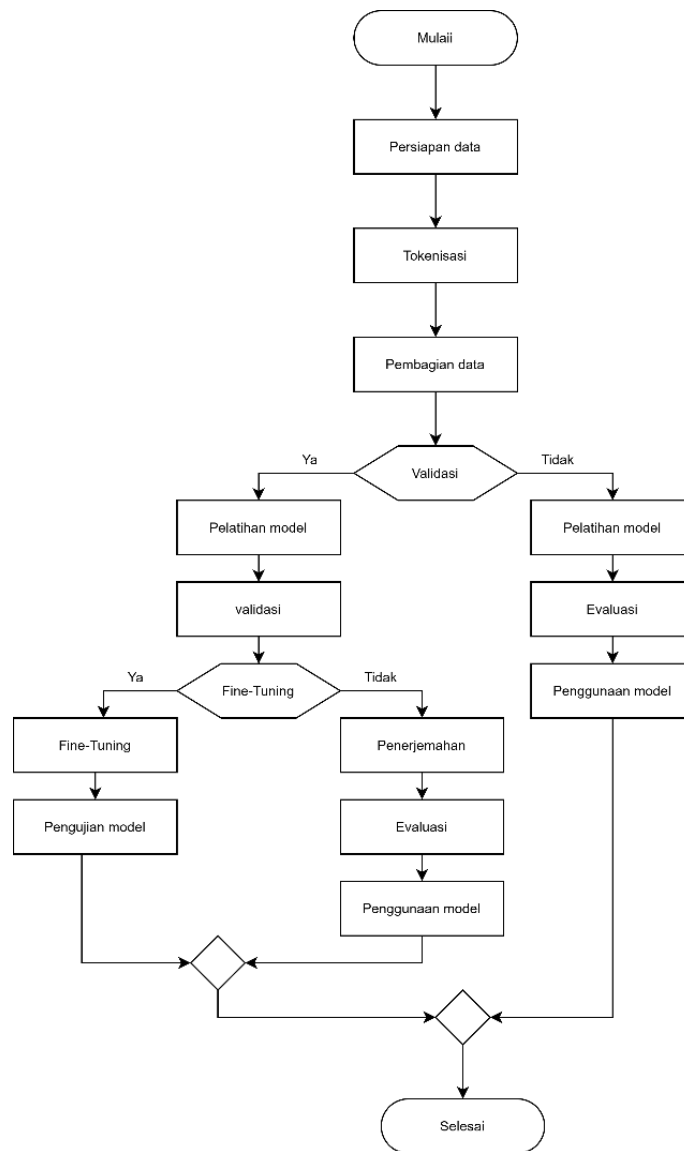 Mulaii
Persiapan data
Tokenisasi
Pembagian data
Ya
Validasi
Tidak
Pelatihan model
Pelatihan model
validasi
Evaluasi
Ya
Fine-Tuning
Tidak
Penggunaan model
Fine-Tuning
Penerjemahan
Pengujian model
Evaluasi
Penggunaan model
Selesai